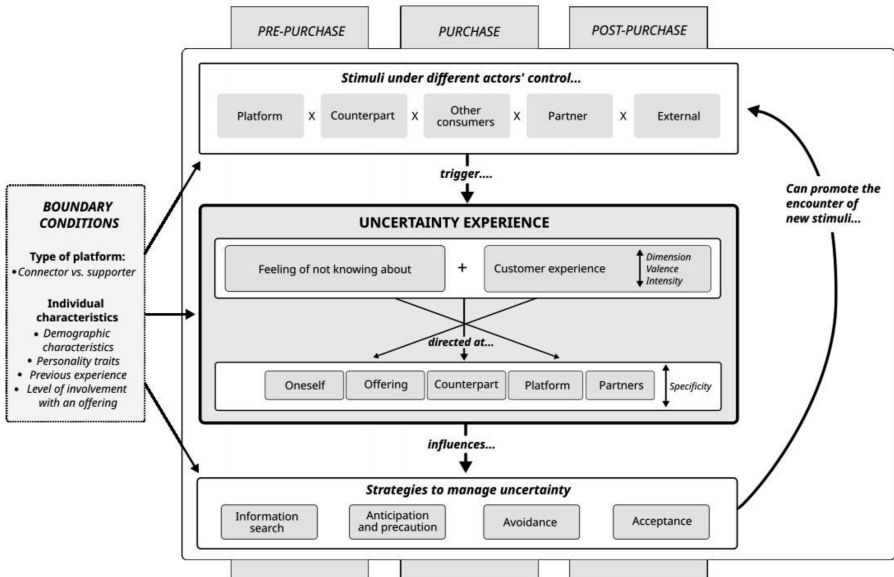 PRE-PURCHASE
PURCHASE
POST-PURCHASE
Stimuli under different actors' control...
Platform
X
Counterpart
X
Other
consumers
X
Partner
X
External
trigger....
Can promote the
encounter of
new stimuli...
BOUNDARY
CONDITIONS
Type of platform:
• Connector vs. supporter
Individual
characteristics
• Demographic
characteristics
• Personality traits
• Previous experience
• Level of involvement
with an offering
UNCERTAINTY EXPERIENCE
Feeling of not knowing about
+
Customer experience
Dimension
Valence
Intensity
directed at...
Oneself
Offering
Counterpart
Platform
Partners
Specificity
influences...
Strategies to manage uncertainty
Information
search
Anticipation
and precaution
Avoidance
Acceptance